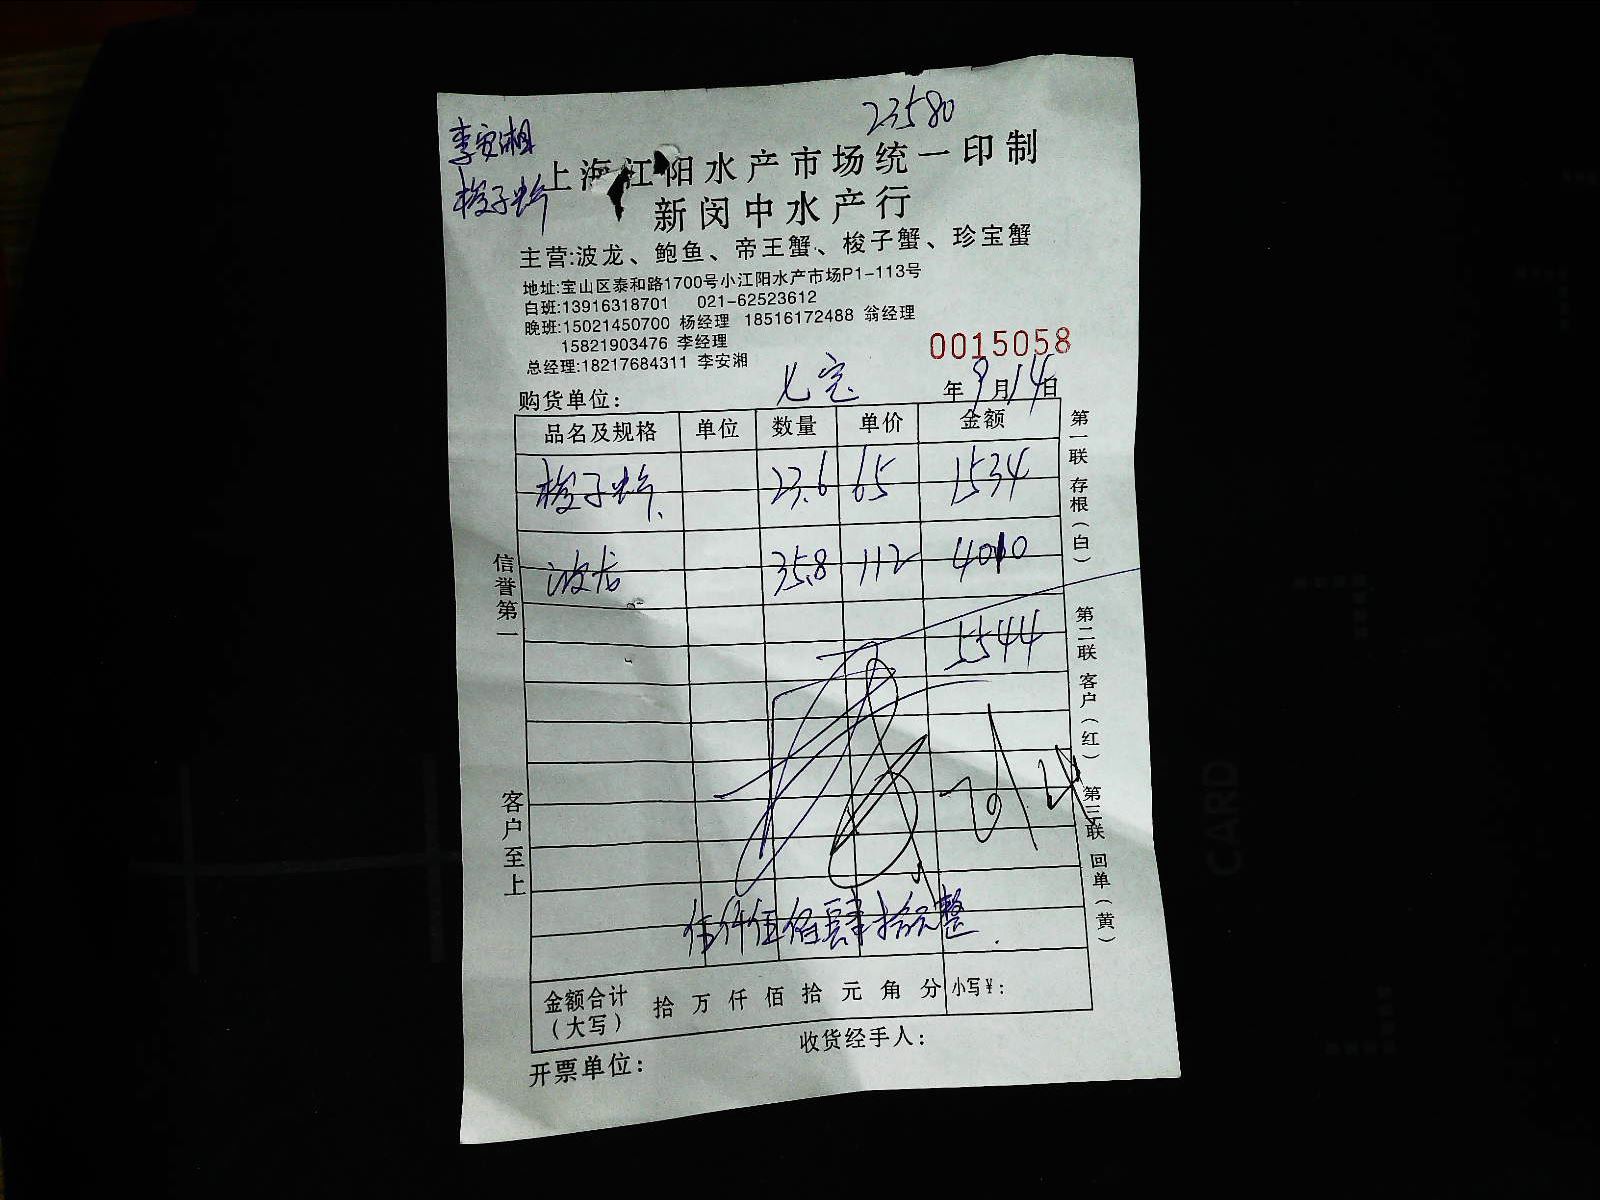 23580
李安湘
梭子蟹
上海江阳水产市场统一印制
新闵中水产行
主营:波龙、鲍鱼、帝王蟹、梭子蟹、珍宝蟹
地址:宝山区泰和路1700号小江阳水产市场P1-113号
白班:13916318701 021-62523612
晚班:15021450700 杨经理 18516172488 翁经理
15821903476 李经理
0015058
总经理:18217684311 李安湘
购货单位: 七宝 年9月14日
品名及规格 单位 数量 单价 金额
梭子蟹 23.6 65 1534
波龙 35.8 112 4010
5544
伍仟伍佰肆拾元整
金额合计(大写) 拾 万 仟 佰 拾 元 角 分 小写¥:
开票单位: 收货经手人:
信誉第一
客户至上
第一联 存根(白)
第二联 客户(红)
第三联 回单(黄)
CARD